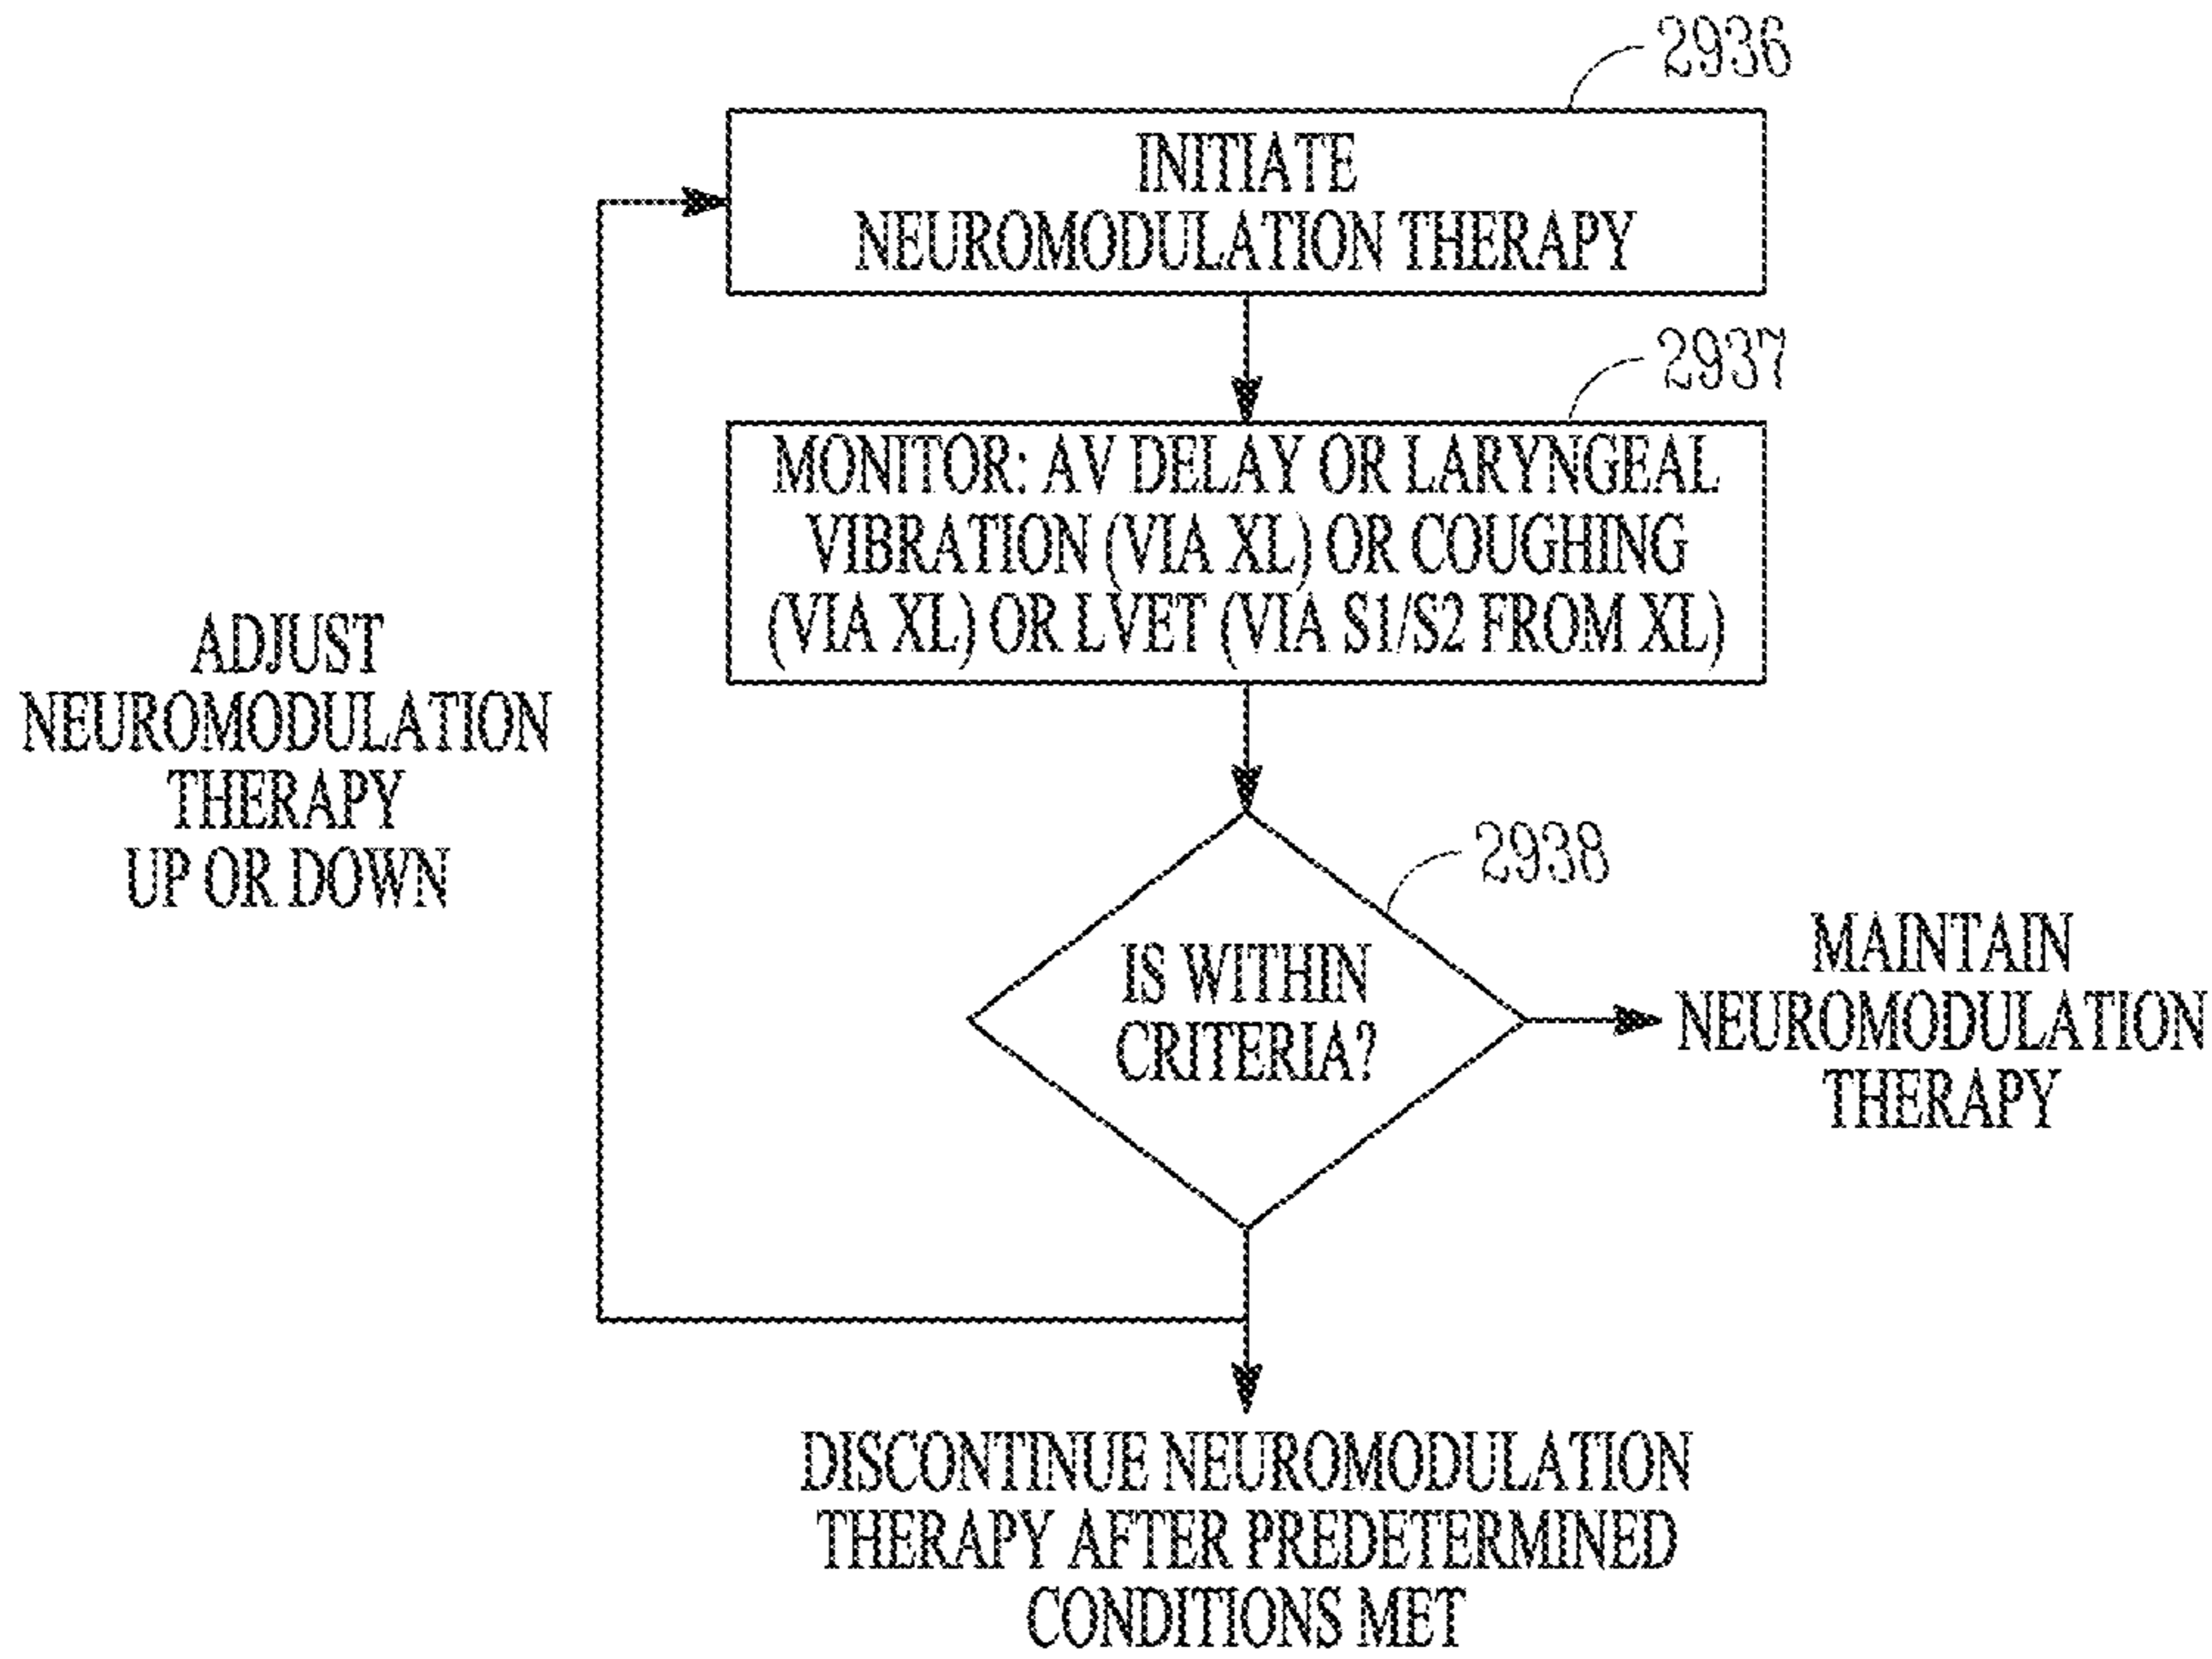 2936
INITIATE
NEUROMODULATION THERAPY
2937
MONITOR: AV DELAY OR LARYNGEAL
VIBRATION (VIA XL) OR COUGHING
(VIA XL) OR LVET (VIA S1/S2 FROM XL)
ADJUST
NEUROMODULATION
THERAPY
UP OR DOWN
2938
IS WITHIN
CRITERIA?
MAINTAIN
NEUROMODULATION
THERAPY
DISCONTINUE NEUROMODULATION
THERAPY AFTER PREDETERMINED
CONDITIONS MET